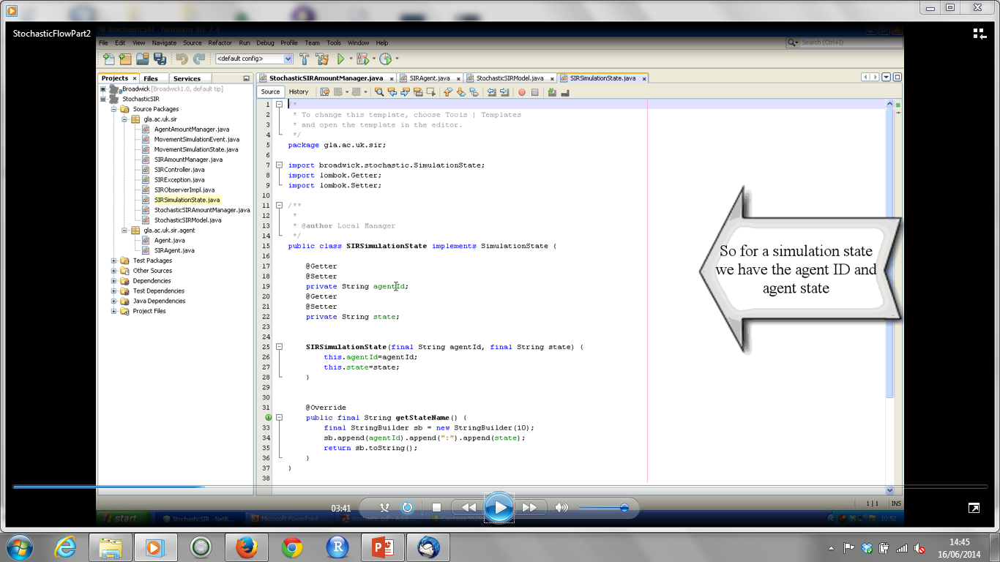 StochasticFlowPart2
StochasticSIR - NetBeans IDE 7.4
File Edit View Navigate Source Refactor Run Debug Profile Team Tools Window Help
Search (Ctrl+I)
<default config>
Projects Files Services
StochasticSIRAmountManager.java SIRAgent.java StochasticSIRModel.java SIRSimulationState.java
Source History
Broadwick [Broadwick1.0, default tip]
StochasticSIR
Source Packages
gla.ac.uk.sir
AgentAmountManager.java
MovementSimulationEvent.java
MovementSimulationState.java
SIRAmountManager.java
SIRController.java
SIRException.java
SIRObserverImpl.java
SIRSimulationState.java
StochasticSIRAmountManager.java
StochasticSIRModel.java
gla.ac.uk.sir.agent
Agent.java
SIRAgent.java
Test Packages
Other Sources
Dependencies
Test Dependencies
Java Dependencies
Project Files
1 /*
2 * To change this template, choose Tools | Templates
3 * and open the template in the editor.
4 */
5 package gla.ac.uk.sir;
6
7 import broadwick.stochastic.SimulationState;
8 import lombok.Getter;
9 import lombok.Setter;
10
11 /**
12 *
13 * @author Local Manager
14 */
15 public class SIRSimulationState implements SimulationState {
16
17 @Getter
18 @Setter
19 private String agentId;
20 @Getter
21 @Setter
22 private String state;
23
24
25 SIRSimulationState(final String agentId, final String state) {
26 this.agentId=agentId;
27 this.state=state;
28 }
29
30
31 @Override
public final String getStateName() {
33 final StringBuilder sb = new StringBuilder(10);
34 sb.append(agentId).append(":").append(state);
35 return sb.toString();
36 }
37 }
38
So for a simulation state
we have the agent ID and
agent state
1 | 1 INS
03:41
start StochasticSIR - NetB... Microsoft PowerPoint ... stochastic.pdf - Adob... Camtasia Studio 10:52
14:45
16/06/2014